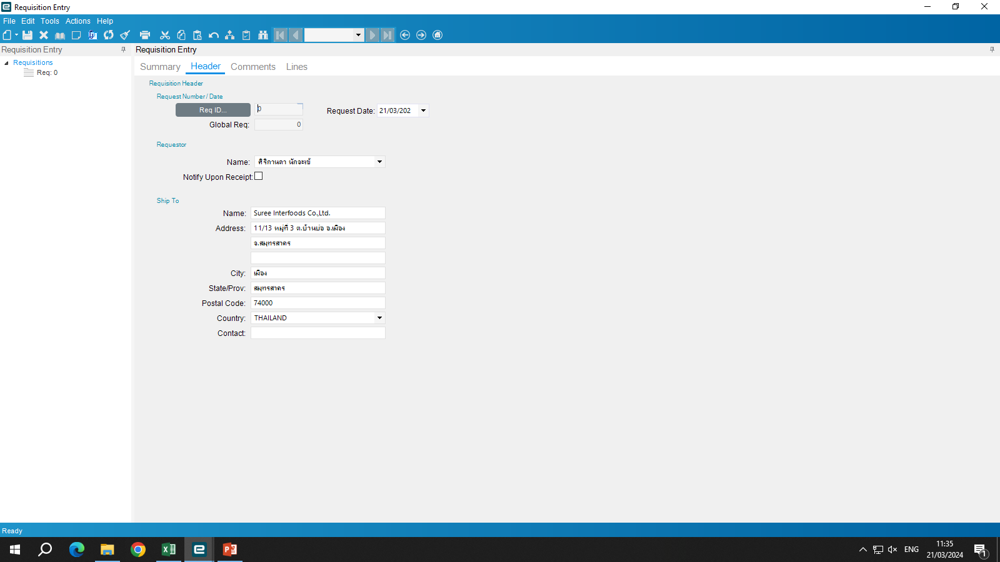 Requisition Entry
File Edit Tools Actions Help
Requisition Entry
Requisitions
Req: 0
Requisition Entry
Summary Header Comments Lines
Requisition Header
Request Number / Date
Req ID... 0 Request Date: 21/03/202
Global Req: 0
Requestor
Name: ศิริกานดา นักจะเข้
Notify Upon Receipt:
Ship To
Name: Suree Interfoods Co.,Ltd.
Address: 11/13 หมู่ที่ 3 ต.บ้านบ่อ อ.เมือง
จ.สมุทรสาคร
City: เมือง
State/Prov: สมุทรสาคร
Postal Code: 74000
Country: THAILAND
Contact:
Ready
ENG
11:35
21/03/2024
1